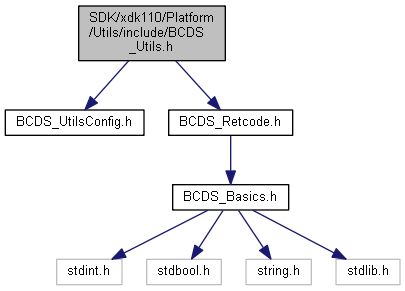 SDK/xdk110/Platform
/Utils/include/BCDS
_Utils.h
BCDS_UtilsConfig.h
BCDS_Retcode.h
BCDS_Basics.h
stdint.h
stdbool.h
string.h
stdlib.h